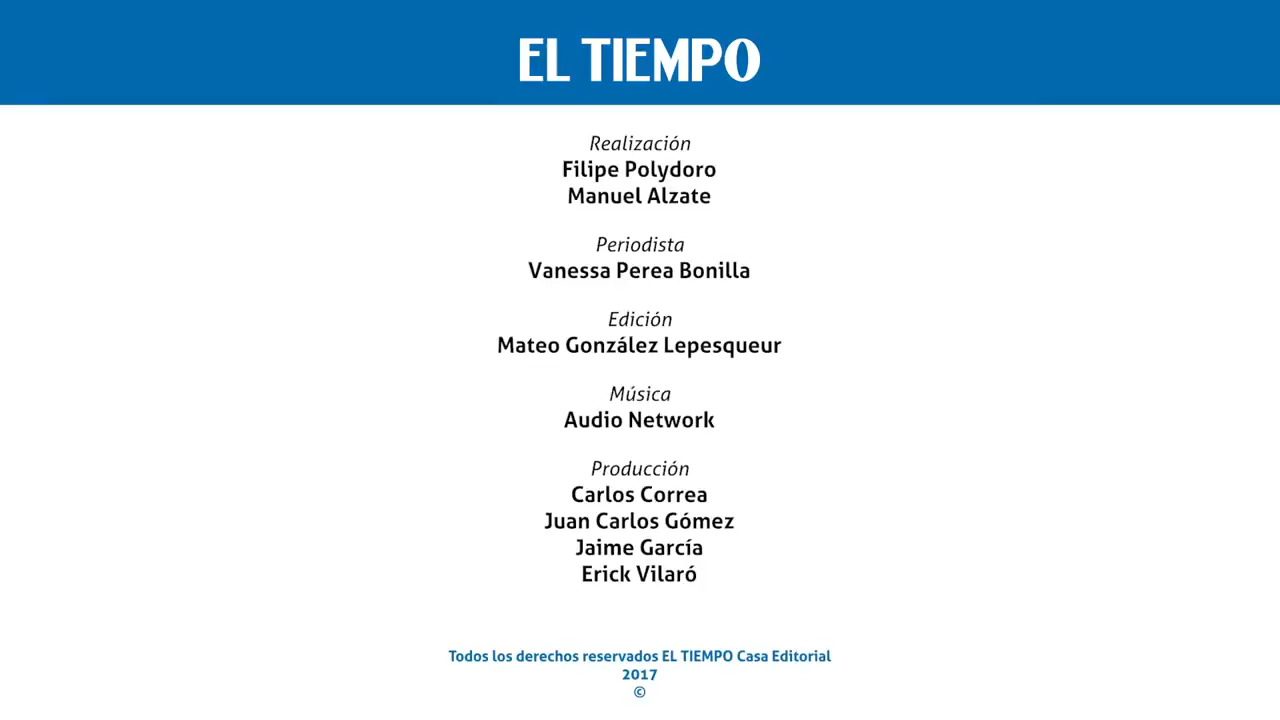 EL TIEMPO
Realización
Filipe Polydoro
Manuel Alzate
Periodista
Vanessa Perea Bonilla
Edición
Mateo González Lepesqueur
Música
Audio Network
Producción
Carlos Correa
Juan Carlos Gómez
Jaime García
Erick Vilaró
Todos los derechos reservados EL TIEMPO Casa Editorial
2017
©